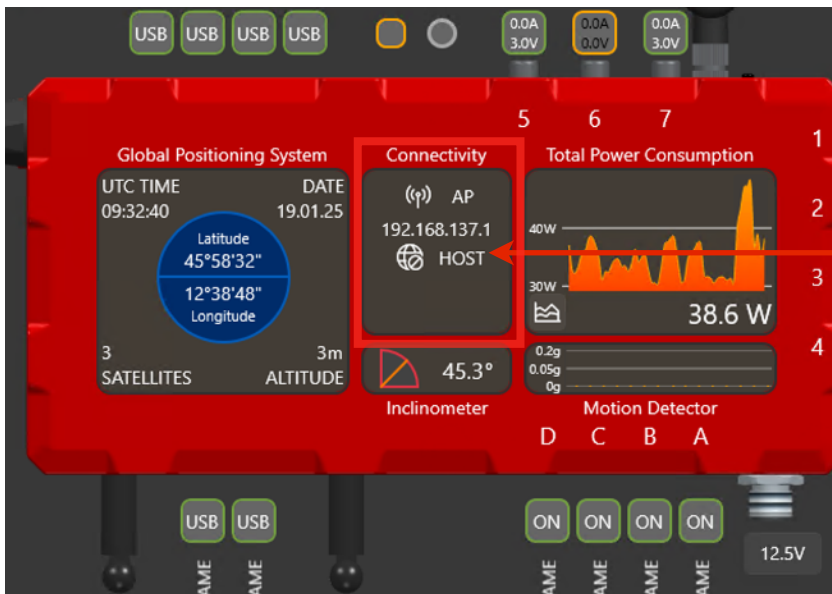 USB USB USB USB
0.0A 0.0A 0.0A
3.0V 0.0V 3.0V
5 6 7
1
2
3
4
Global Positioning System
UTC TIME DATE
09:32:40 19.01.25
Latitude
45°58'32"
12°38'48"
Longitude
3 3m
SATELLITES ALTITUDE
Connectivity
AP
192.168.137.1
HOST
45.3°
Inclinometer
Total Power Consumption
40W
30W
38.6 W
0.2g
0.05g
0g
Motion Detector
D C B A
USB USB
ON ON ON ON
12.5V
AME AME
AME AME AME AME